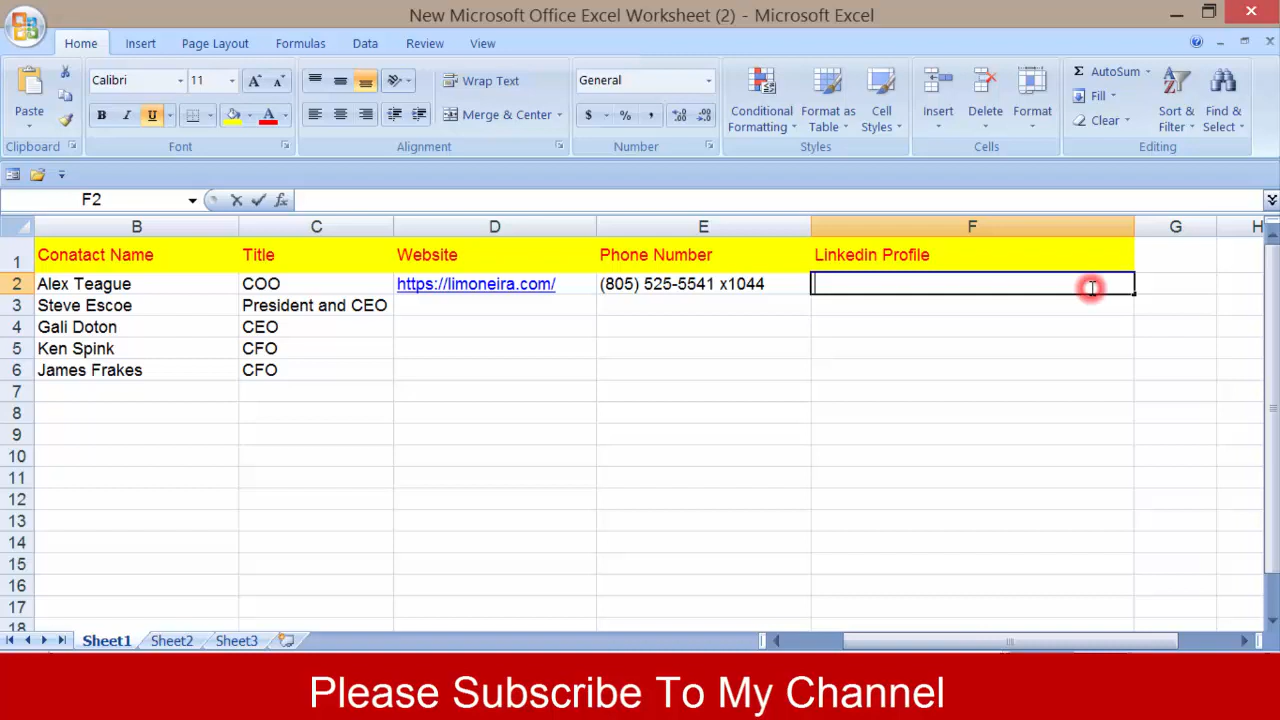 New Microsoft Office Excel Worksheet (2) - Microsoft Excel
Home Insert Page Layout Formulas Data Review View
Paste
Calibri 11
B I U
Wrap Text
Merge & Center
General
$ % ,
Conditional Formatting
Format as Table
Cell Styles
Insert Delete Format
Σ AutoSum
Fill
Clear
Sort & Filter
Find & Select
Clipboard Font Alignment Number Styles Cells Editing
F2 fx
B C D E F G H
1 Conatact Name Title Website Phone Number Linkedin Profile
2 Alex Teague COO https://limoneira.com/ (805) 525-5541 x1044
3 Steve Escoe President and CEO
4 Gali Doton CEO
5 Ken Spink CFO
6 James Frakes CFO
7
8
9
10
11
12
13
14
15
16
17
18
Sheet1 Sheet2 Sheet3
Please Subscribe To My Channel